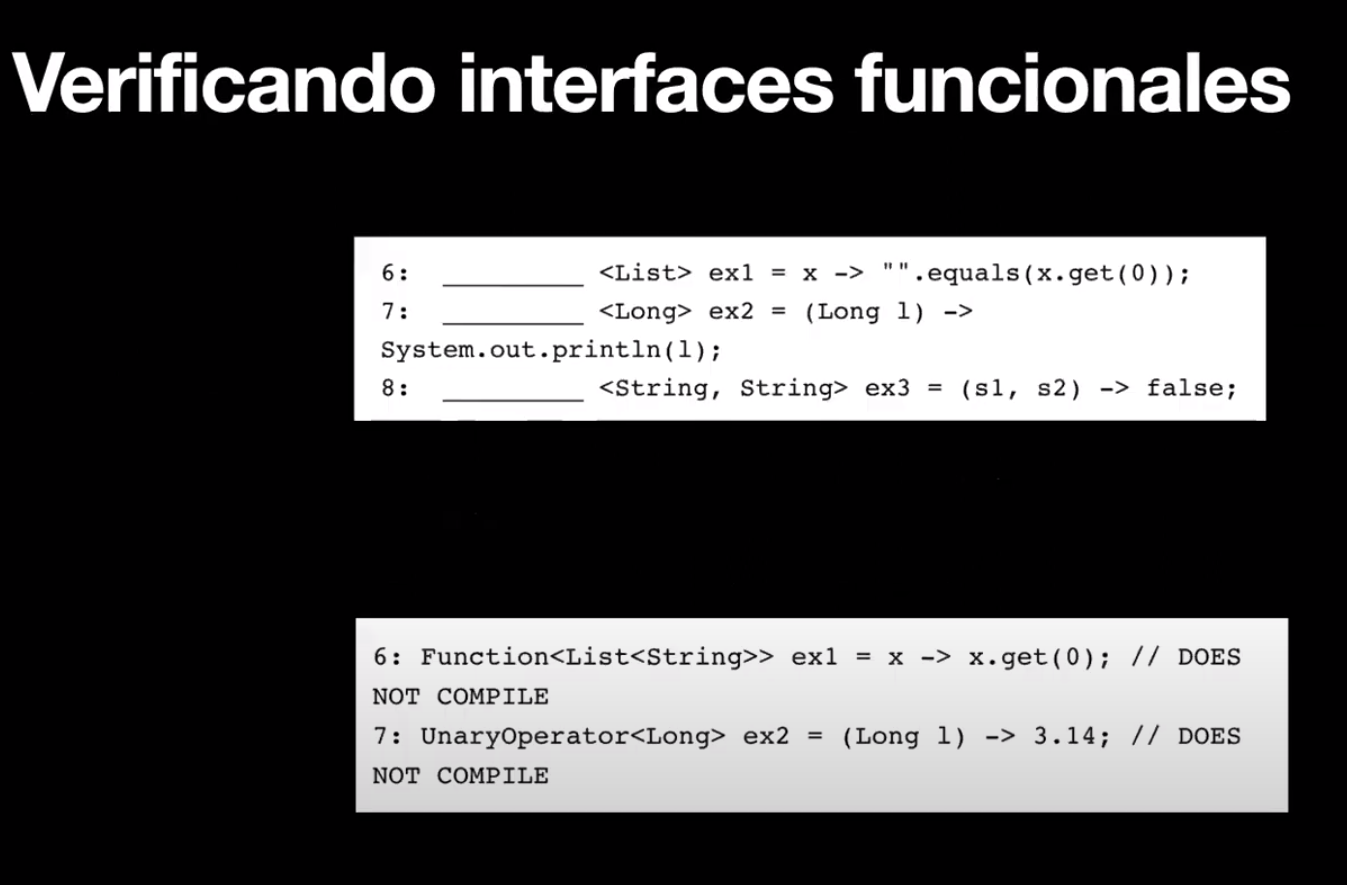 Verificando interfaces funcionales
6: _________ <List> ex1 = x -> "".equals(x.get(0));
7: _________ <Long> ex2 = (Long l) ->
System.out.println(l);
8: _________ <String, String> ex3 = (s1, s2) -> false;
6: Function<List<String>> ex1 = x -> x.get(0); // DOES
NOT COMPILE
7: UnaryOperator<Long> ex2 = (Long l) -> 3.14; // DOES
NOT COMPILE